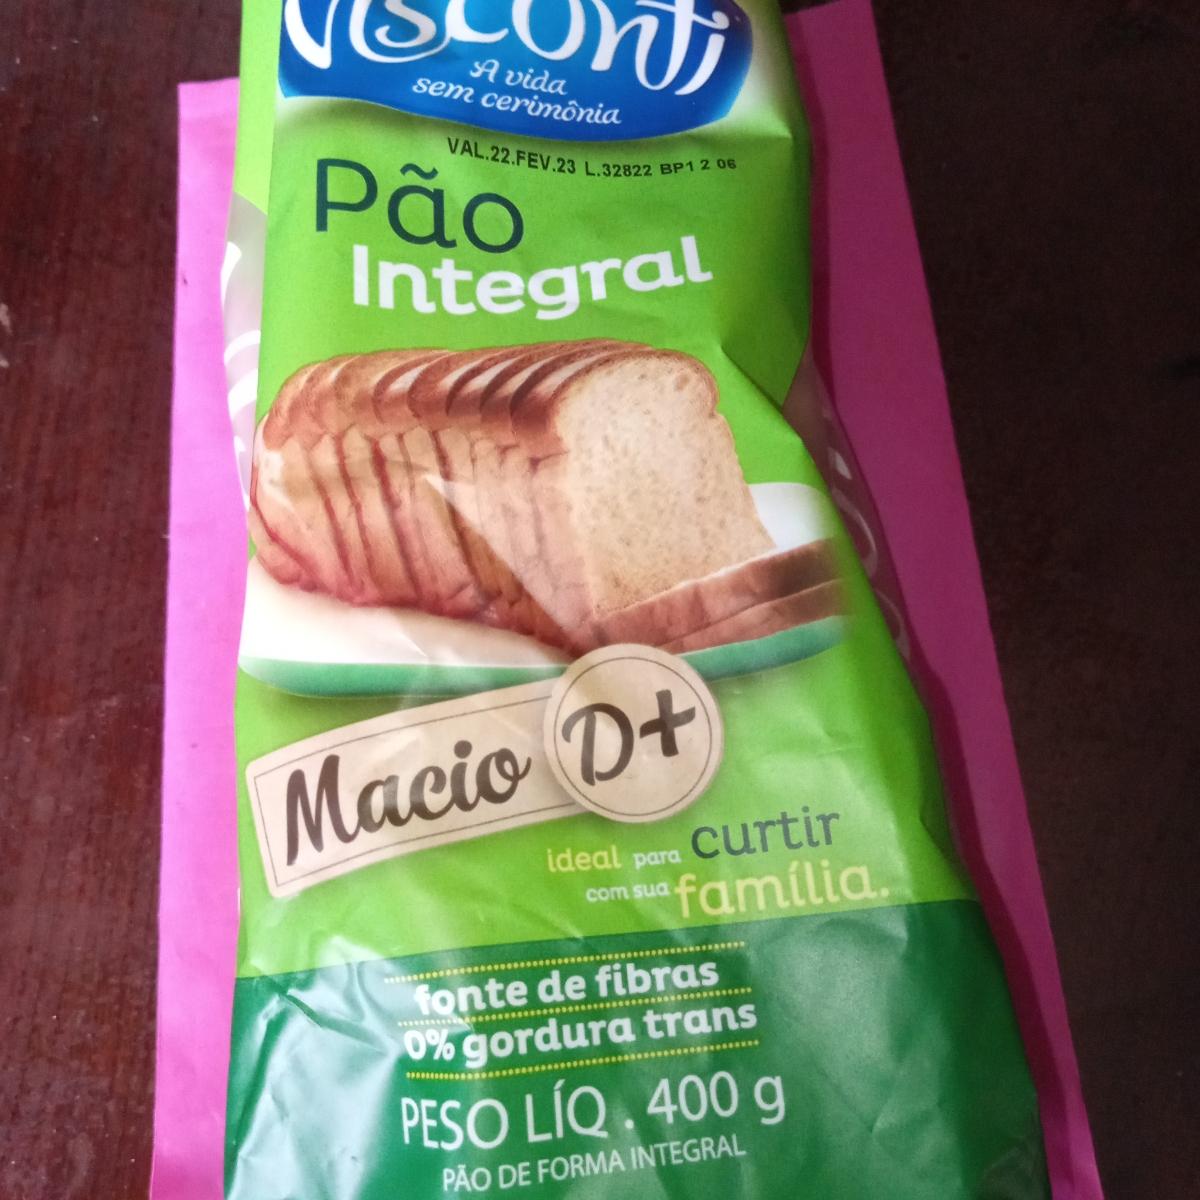 Visconti
A vida
sem cerimônia
VAL.22.FEV.23 L.32822 BP1 2 06
Pão
Integral
Macio D+
ideal para curtir
com sua família.
fonte de fibras
0% gordura trans
PESO LÍQ. 400 g
PÃO DE FORMA INTEGRAL